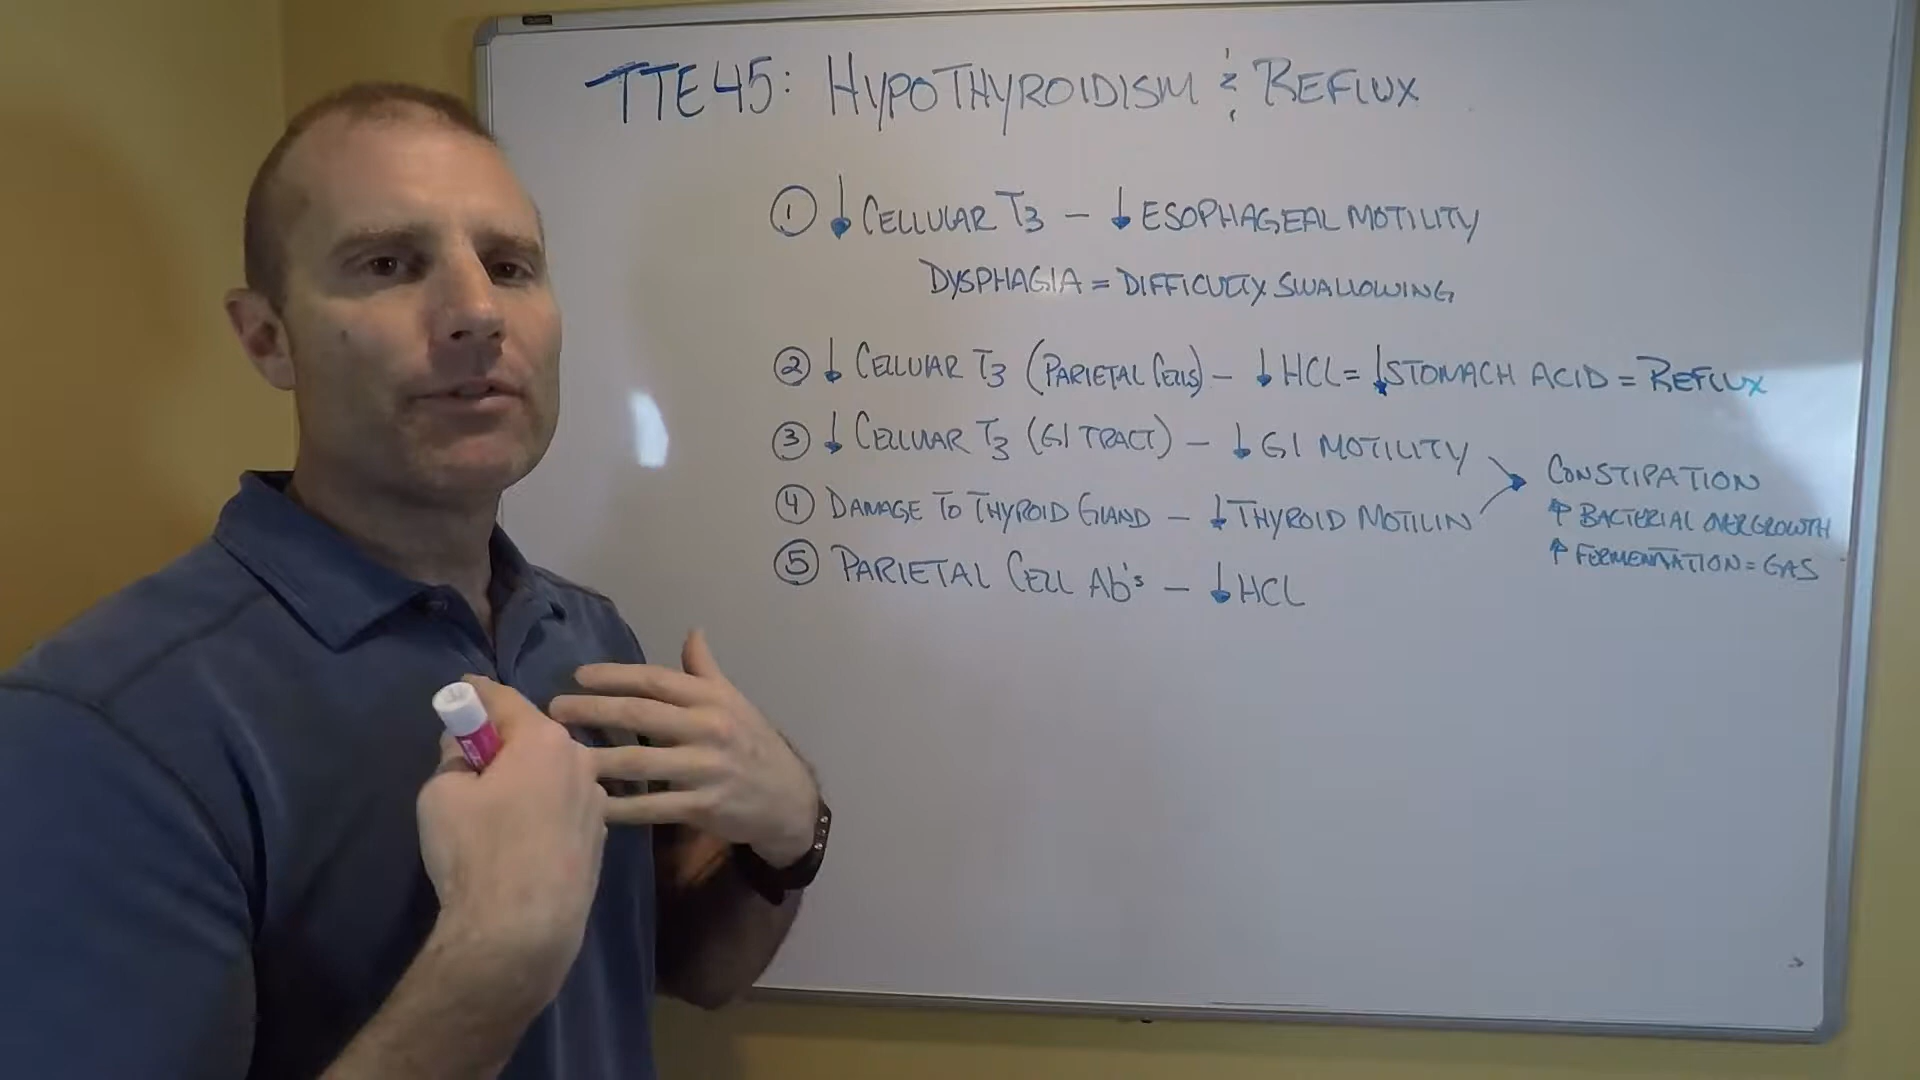 TTE 45: HYPOTHYROIDISM & REFLUX
① ↓ CELLULAR T3 – ↓ ESOPHAGEAL MOTILITY
DYSPHAGIA = DIFFICULTY SWALLOWING
② ↓ CELLULAR T3 (PARIETAL CELLS) – ↓ HCL = ↓ STOMACH ACID = REFLUX
③ ↓ CELLULAR T3 (GI TRACT) – ↓ GI MOTILITY
④ DAMAGE TO THYROID GLAND – ↓ THYROID MOTILIN
⑤ PARIETAL CELL Ab's – ↓ HCL
CONSTIPATION
↑ BACTERIAL OVERGROWTH
↑ FERMENTATION = GAS